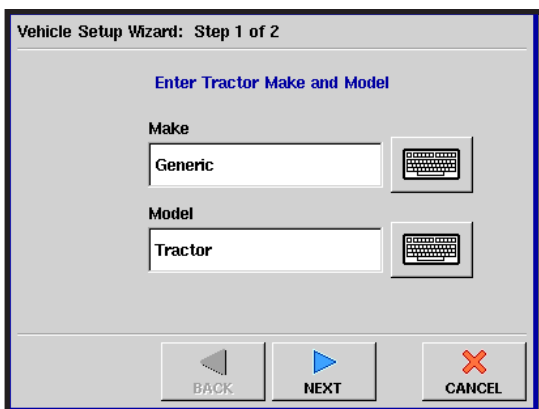 Vehicle Setup Wizard: Step 1 of 2
Enter Tractor Make and Model
Make
Generic
Model
Tractor
BACK NEXT CANCEL